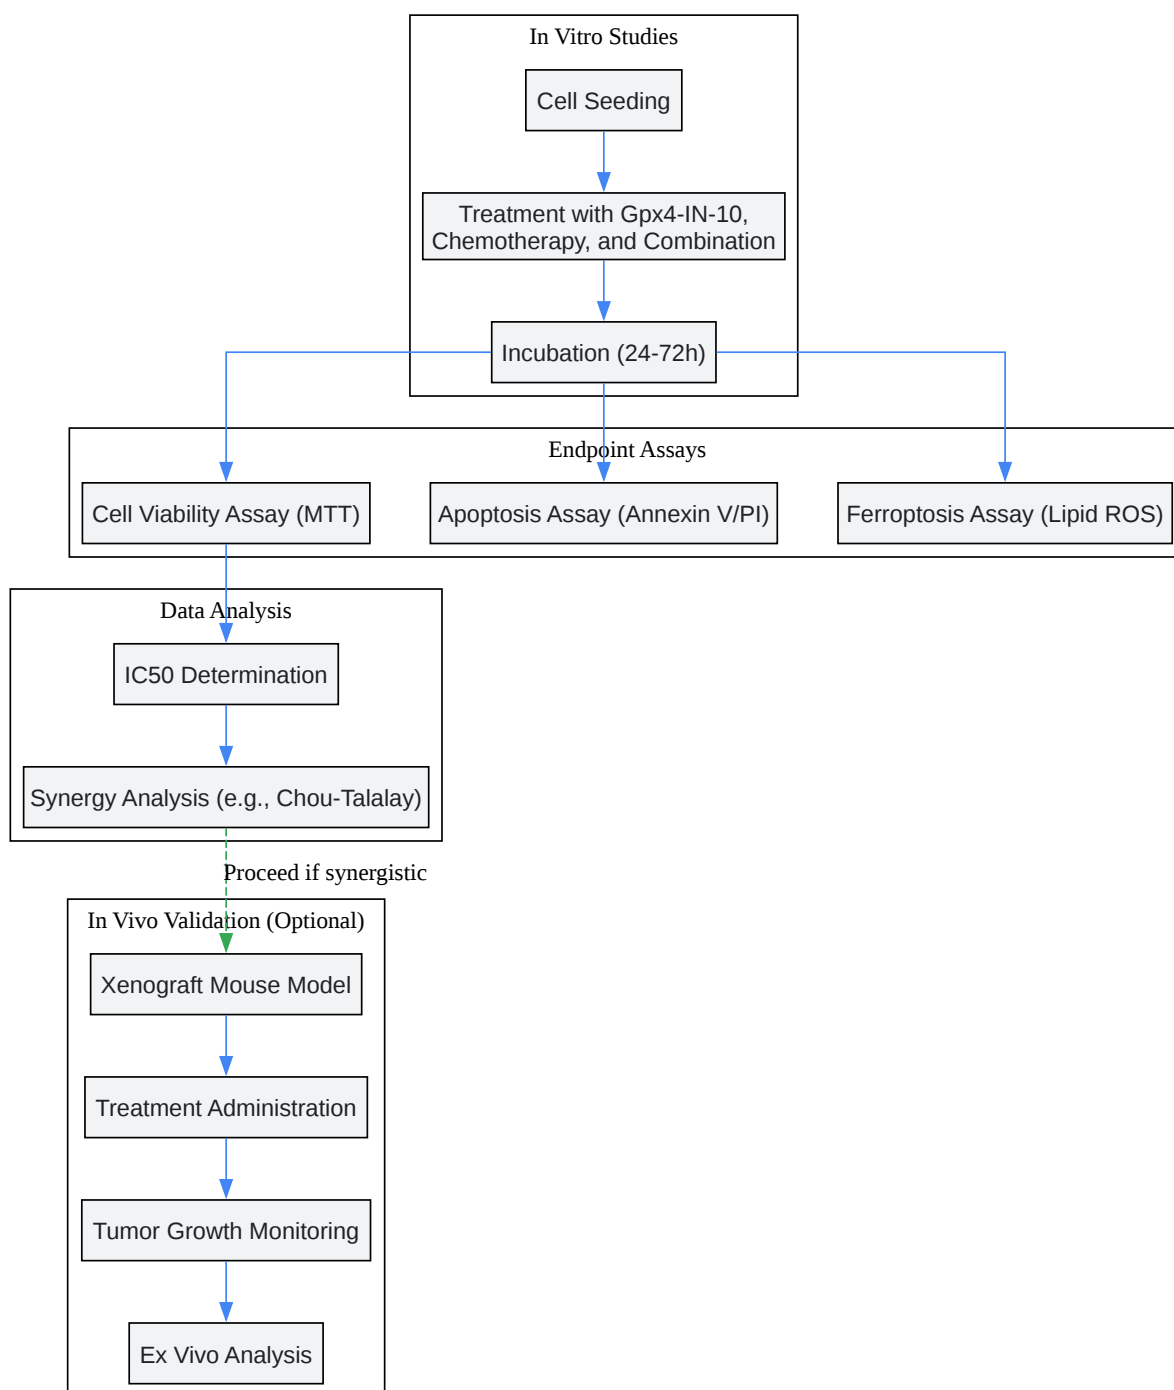 In Vitro Studies
Cell Seeding
Treatment with Gpx4-IN-10,
Chemotherapy, and Combination
Incubation (24-72h)
Endpoint Assays
Cell Viability Assay (MTT)
Apoptosis Assay (Annexin V/PI)
Ferroptosis Assay (Lipid ROS)
Data Analysis
IC50 Determination
Synergy Analysis (e.g., Chou-Talalay)
Proceed if synergistic
In Vivo Validation (Optional)
Xenograft Mouse Model
Treatment Administration
Tumor Growth Monitoring
Ex Vivo Analysis